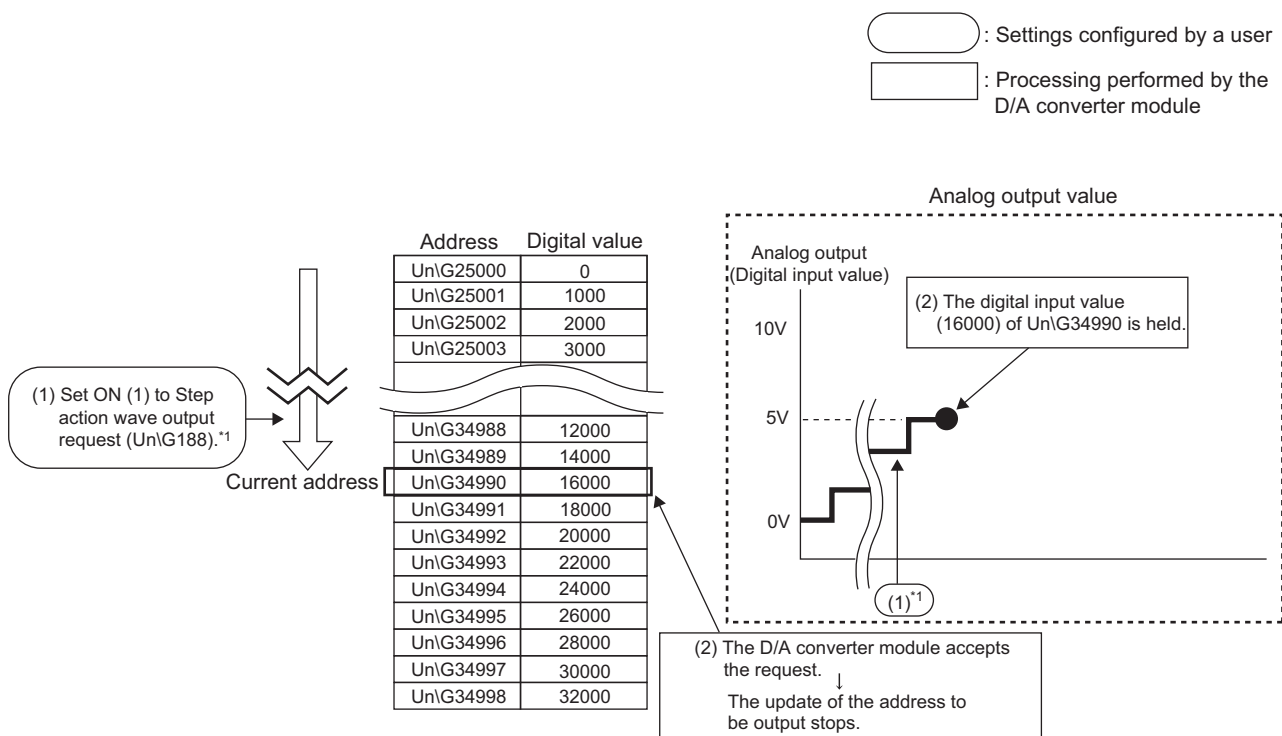 : Settings configured by a user
: Processing performed by the
D/A converter module
Analog output value
Address Digital value
Un\G25000 0
Un\G25001 1000
Un\G25002 2000
Un\G25003 3000
Un\G34988 12000
Un\G34989 14000
Un\G34990 16000
Un\G34991 18000
Un\G34992 20000
Un\G34993 22000
Un\G34994 24000
Un\G34995 26000
Un\G34996 28000
Un\G34997 30000
Un\G34998 32000
(1) Set ON (1) to Step
action wave output
request (Un\G188).*1
Current address
Analog output
(Digital input value)
10V
5V
0V
(2) The digital input value
(16000) of Un\G34990 is held.
(1)*1
(2) The D/A converter module accepts
the request.
↓
The update of the address to
be output stops.